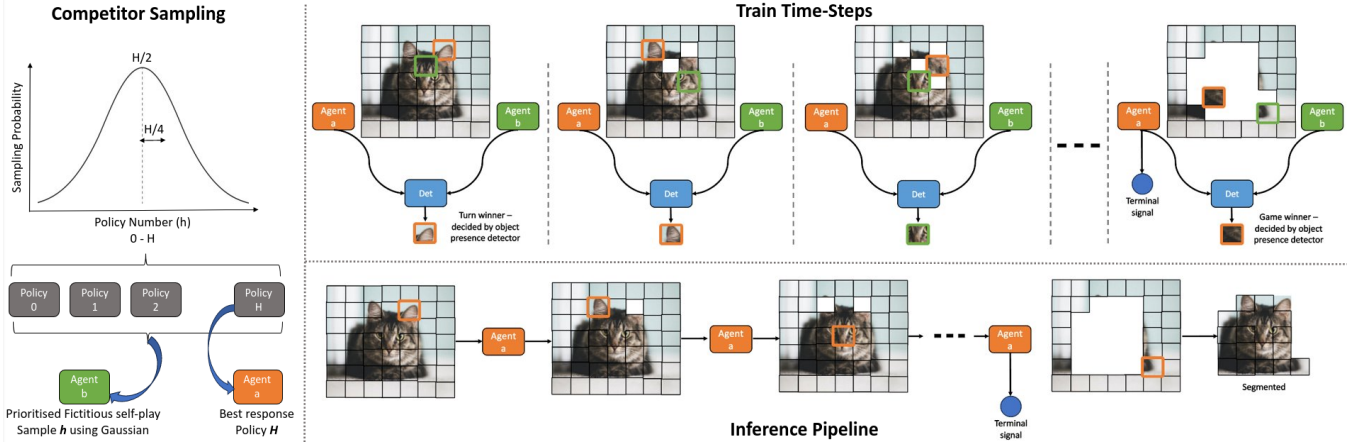 Competitor Sampling
H/2
H/4
Sampling Probability
Policy Number (h)
0 - H
Policy
0
Policy
1
Policy
2
Policy
H
Agent
b
Agent
a
Prioritised Fictitious self-play
Sample h using Gaussian
Best response
Policy H
Train Time-Steps
Agent
a
Agent
b
Det
Turn winner –
decided by object
presence detector
Agent
a
Agent
b
Det
Agent
a
Agent
b
Det
Agent
a
Agent
b
Terminal
signal
Det
Game winner –
decided by object
presence detector
Agent
a
Agent
a
Agent
a
Terminal
signal
Segmented
Inference Pipeline